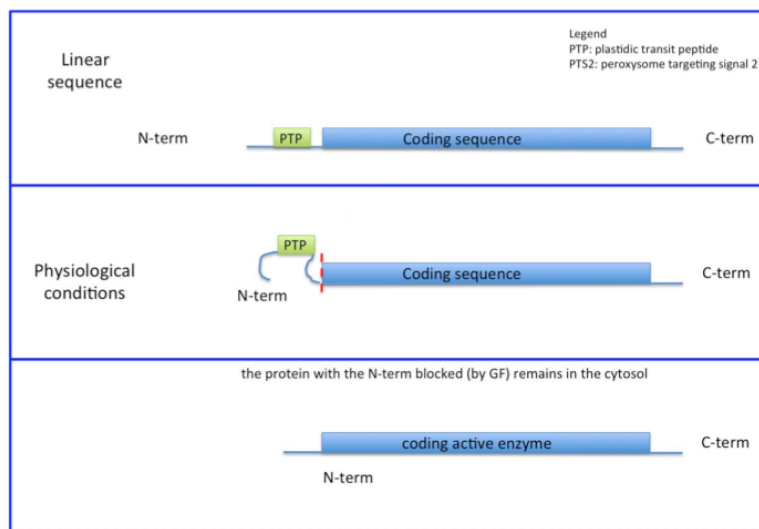 Linear
sequence
Legend
PTP: plastidic transit peptide
PTS2: peroxysome targeting signal 2
N-term
PTP
Coding sequence
C-term
Physiological
conditions
PTP
N-term
Coding sequence
C-term
the protein with the N-term blocked (by GF) remains in the cytosol
coding active enzyme
C-term
N-term